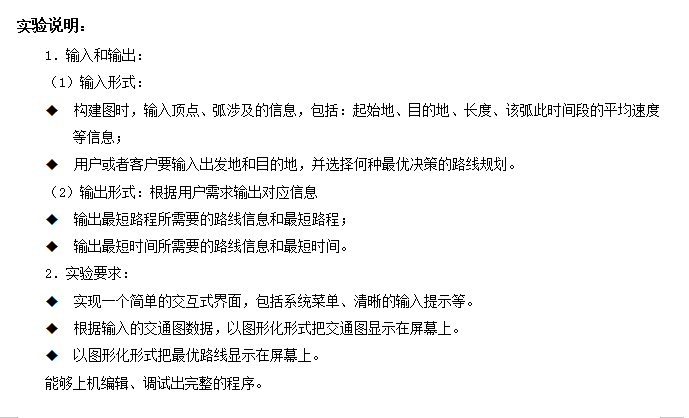 实验说明：
1．输入和输出：
（1）输入形式：
◆ 构建图时，输入顶点、弧涉及的信息，包括：起始地、目的地、长度、该弧此时间段的平均速度
等信息；
◆ 用户或者客户要输入出发地和目的地，并选择何种最优决策的路线规划。
（2）输出形式：根据用户需求输出对应信息
◆ 输出最短路程所需要的路线信息和最短路程；
◆ 输出最短时间所需要的路线信息和最短时间。
2．实验要求：
◆ 实现一个简单的交互式界面，包括系统菜单、清晰的输入提示等。
◆ 根据输入的交通图数据，以图形化形式把交通图显示在屏幕上。
◆ 以图形化形式把最优路线显示在屏幕上。
能够上机编辑、调试出完整的程序。